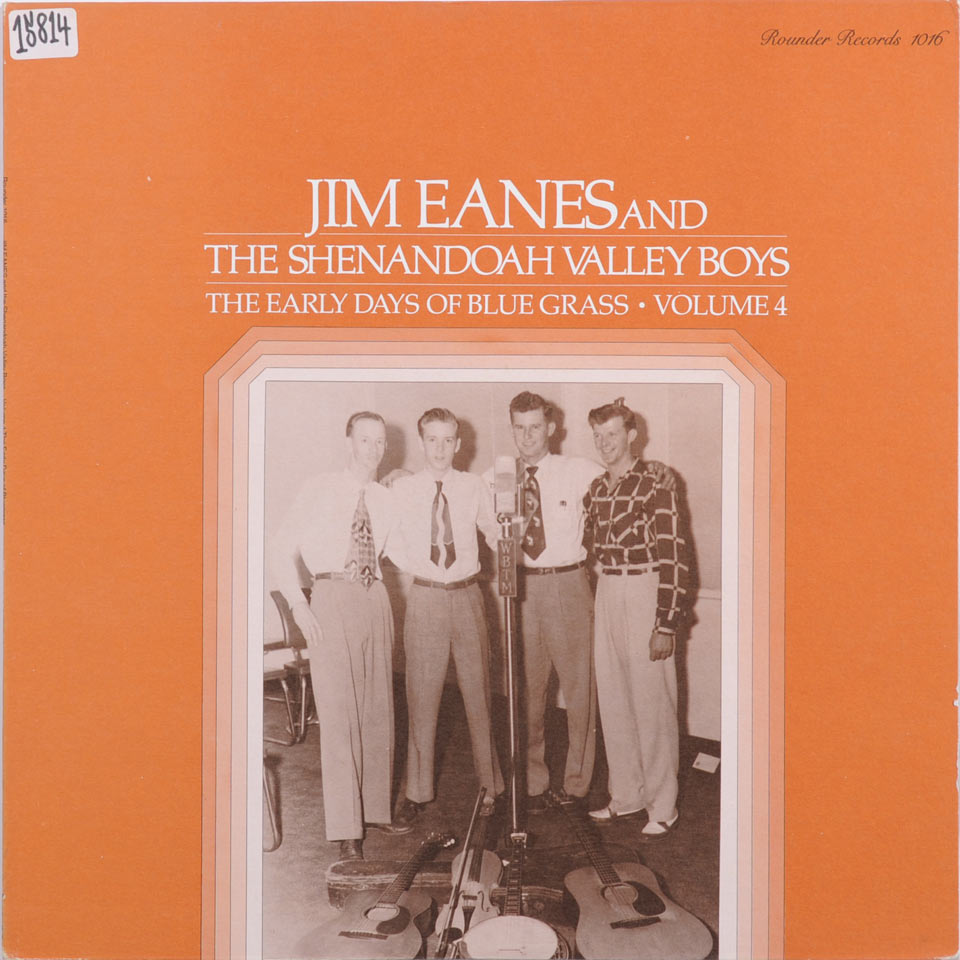 18814
Rounder Records 1016
JIM EANES AND
THE SHENANDOAH VALLEY BOYS
THE EARLY DAYS OF BLUE GRASS • VOLUME 4
WBTM